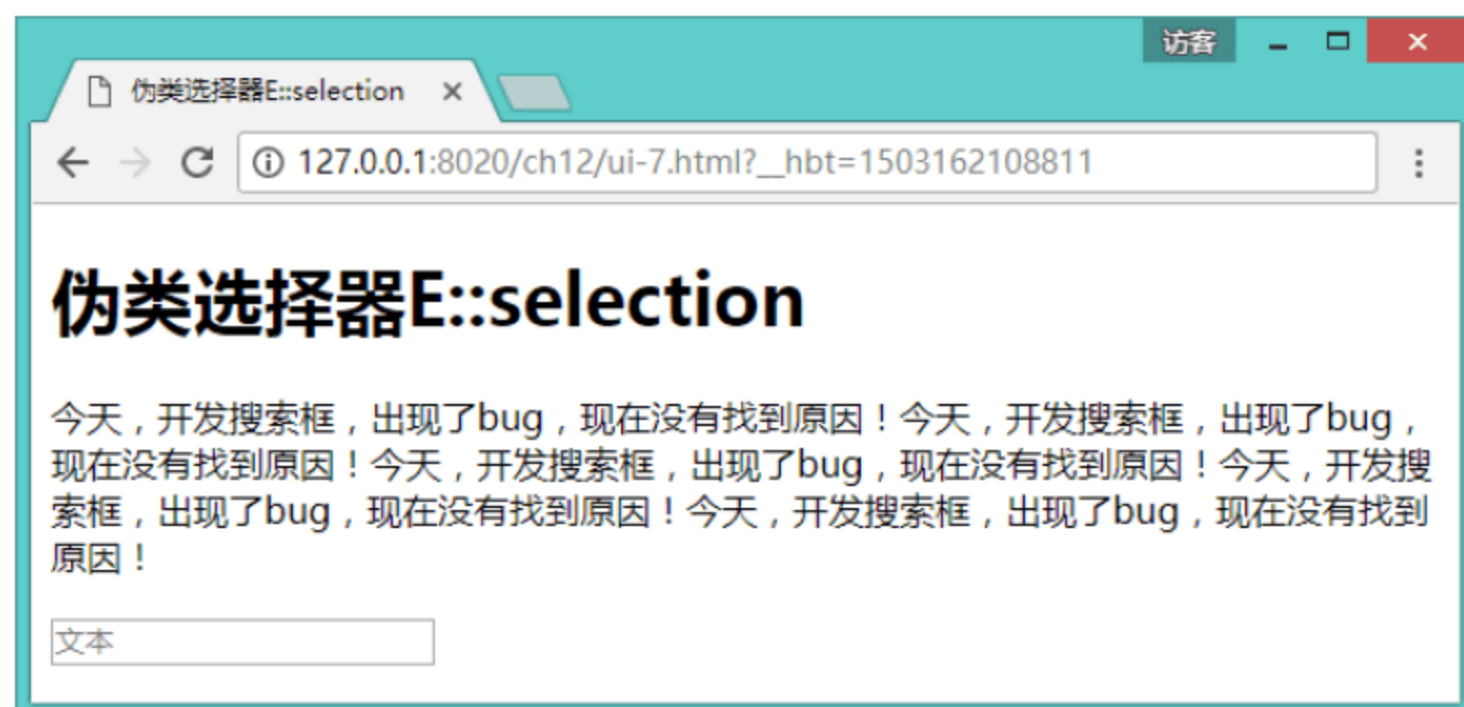 访客
伪类选择器E::selection
127.0.0.1:8020/ch12/ui-7.html?__hbt=1503162108811
伪类选择器E::selection
今天，开发搜索框，出现了bug，现在没有找到原因！今天，开发搜索框，出现了bug，
现在没有找到原因！今天，开发搜索框，出现了bug，现在没有找到原因！今天，开发搜
索框，出现了bug，现在没有找到原因！今天，开发搜索框，出现了bug，现在没有找到
原因！
文本